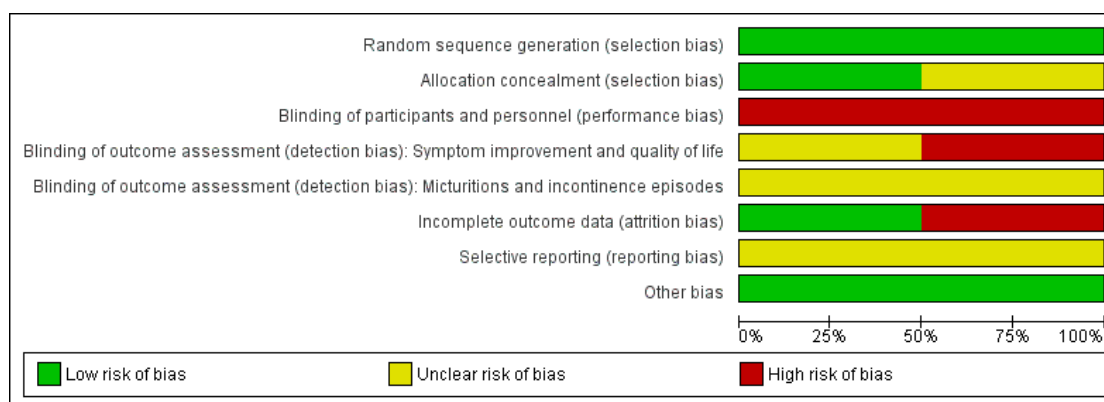 Random sequence generation (selection bias)
Allocation concealment (selection bias)
Blinding of participants and personnel (performance bias)
Blinding of outcome assessment (detection bias): Symptom improvement and quality of life
Blinding of outcome assessment (detection bias): Micturitions and incontinence episodes
Incomplete outcome data (attrition bias)
Selective reporting (reporting bias)
Other bias
0% 25% 50% 75% 100%
Low risk of bias Unclear risk of bias High risk of bias